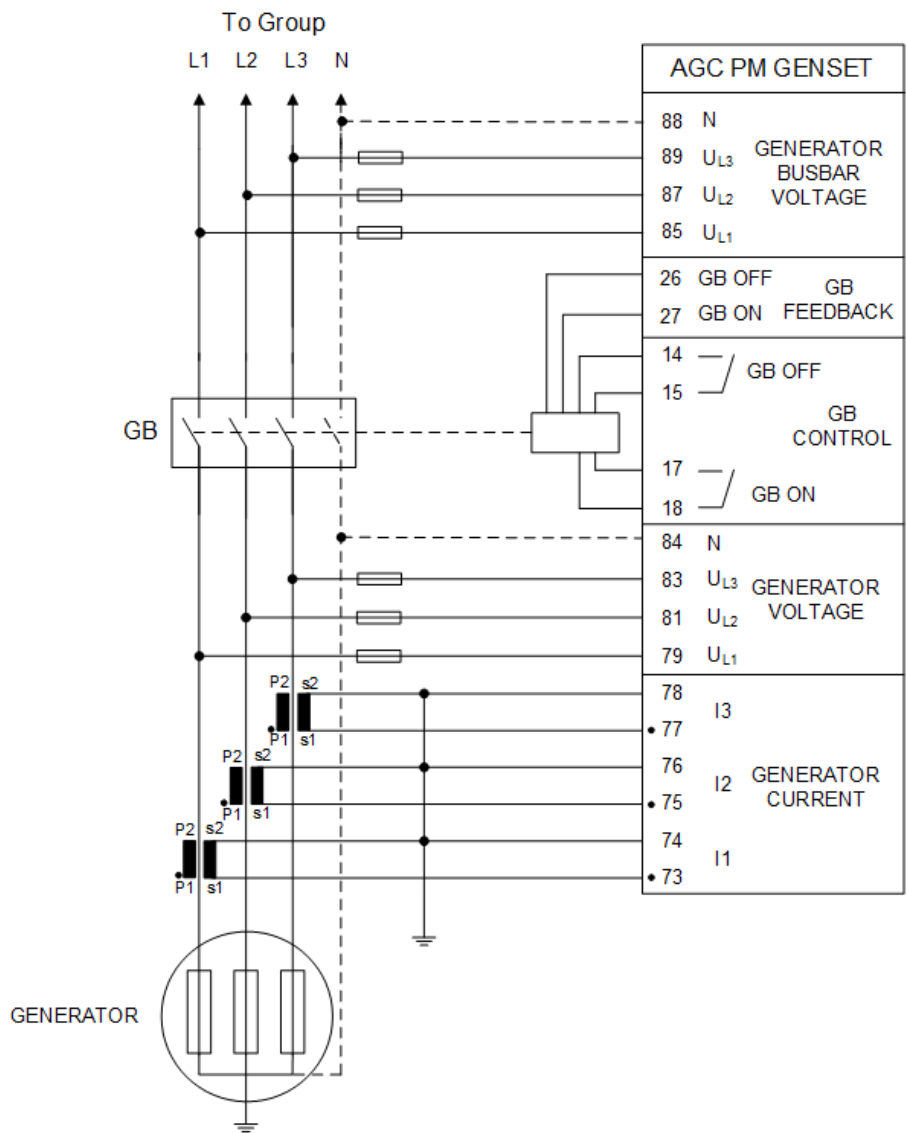 To Group
L1 L2 L3 N
AGC PM GENSET
88 N
89 UL3
87 UL2
85 UL1
GENERATOR
BUSBAR
VOLTAGE
26 GB OFF
27 GB ON
GB
FEEDBACK
14
15
GB OFF
GB
CONTROL
17
18
GB ON
GB
84 N
83 UL3
81 UL2
79 UL1
GENERATOR
VOLTAGE
78
77
I3
76
75
I2
74
73
I1
GENERATOR
CURRENT
P2 s2
P1 s1
P2 s2
P1 s1
P2 s2
P1 s1
GENERATOR